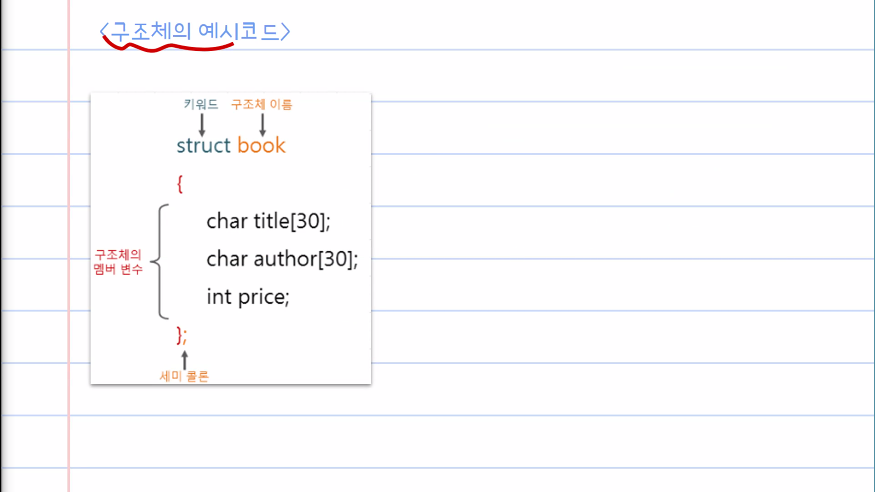 <구조체의 예시코드>
키워드 구조체 이름
struct book
{
char title[30];
char author[30];
구조체의
멤버 변수
int price;
};
세미 콜론